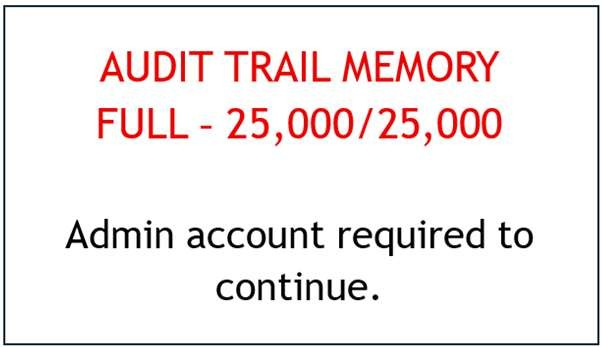 AUDIT TRAIL MEMORY
FULL – 25,000/25,000
Admin account required to
continue.